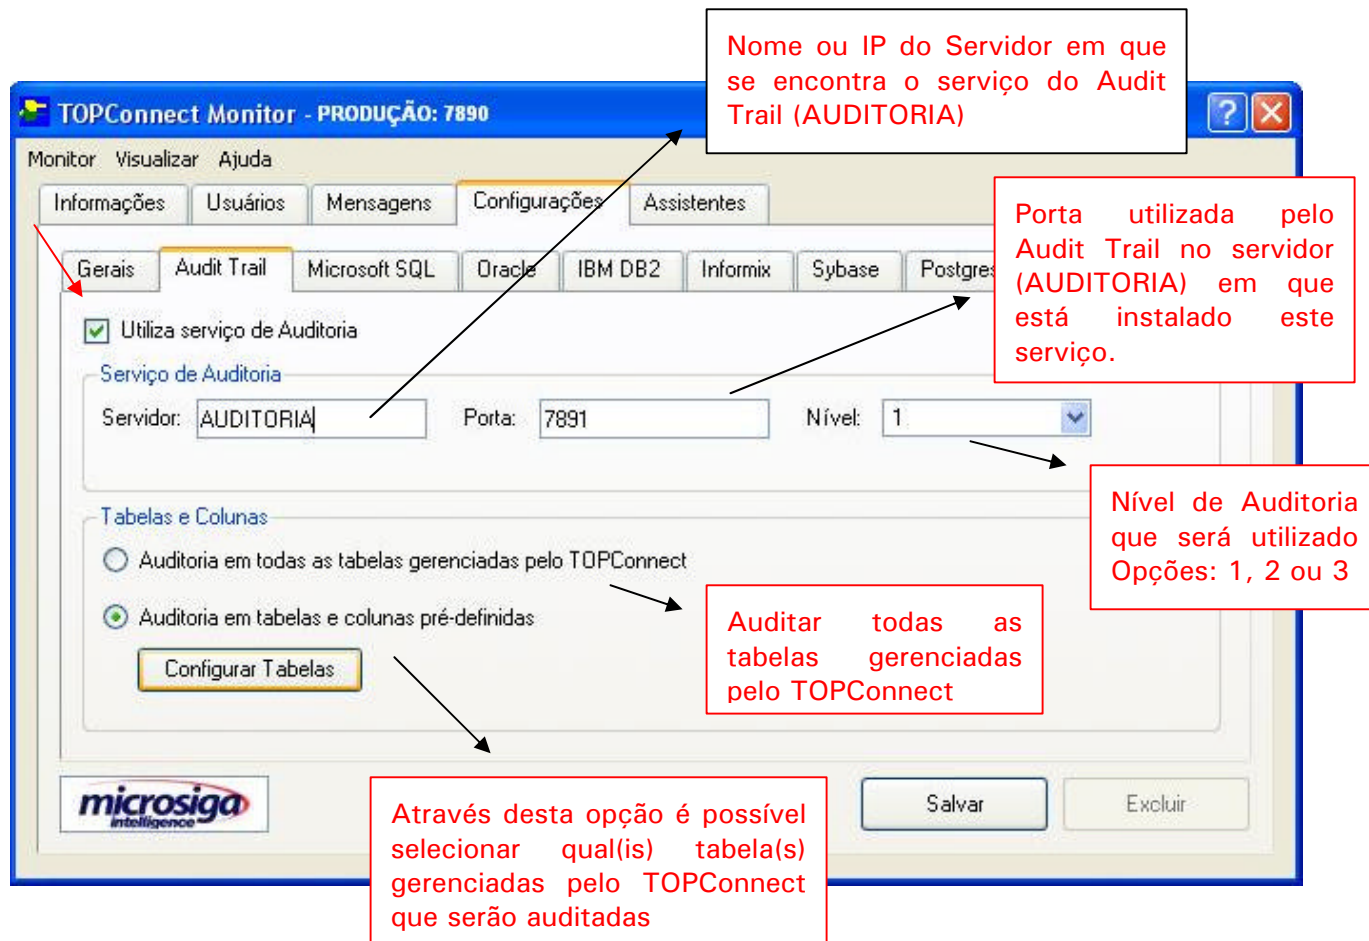 Nome ou IP do Servidor em que
se encontra o serviço do Audit
Trail (AUDITORIA)
TOPConnect Monitor - PRODUÇÃO: 7890
Monitor Visualizar Ajuda
Informações Usuários Mensagens Configurações Assistentes
Porta utilizada pelo
Audit Trail no servidor
(AUDITORIA) em que
está instalado este
serviço.
Gerais Audit Trail Microsoft SQL Oracle IBM DB2 Informix Sybase Postgres
Utiliza serviço de Auditoria
Serviço de Auditoria
Servidor: AUDITORIA Porta: 7891 Nível: 1
Nível de Auditoria
que será utilizado
Opções: 1, 2 ou 3
Tabelas e Colunas
Auditoria em todas as tabelas gerenciadas pelo TOPConnect
Auditoria em tabelas e colunas pré-definidas
Configurar Tabelas
Auditar todas as
tabelas gerenciadas
pelo TOPConnect
microsiga
intelligence
Através desta opção é possível
selecionar qual(is) tabela(s)
gerenciadas pelo TOPConnect
que serão auditadas
Salvar Excluir